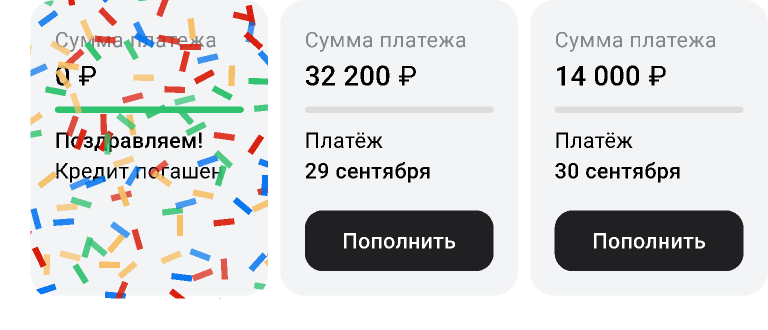 Сумма платежа
0 ₽
Поздравляем!
Кредит погашен
Сумма платежа
32 200 ₽
Платёж
29 сентября
Пополнить
Сумма платежа
14 000 ₽
Платёж
30 сентября
Пополнить